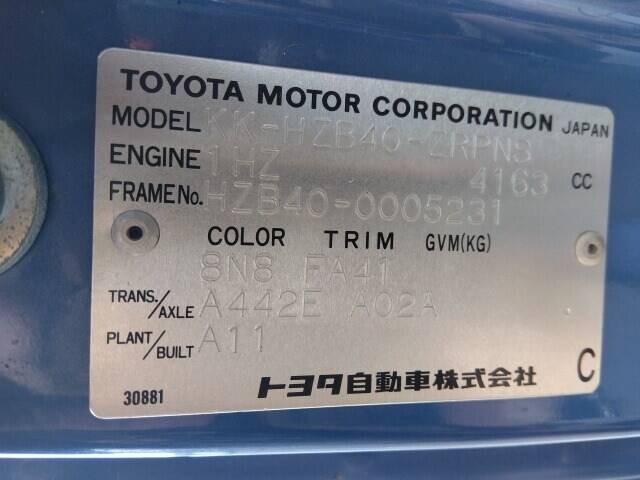 TOYOTA MOTOR CORPORATION JAPAN
MODEL KK-HZB40-ZRPNS
ENGINE 1HZ 4163 CC
FRAME No. HZB40-0005231
COLOR TRIM GVM(KG)
8N8 FA41
TRANS./AXLE A442E A02A
PLANT/BUILT A11
30881 トヨタ自動車株式会社 C